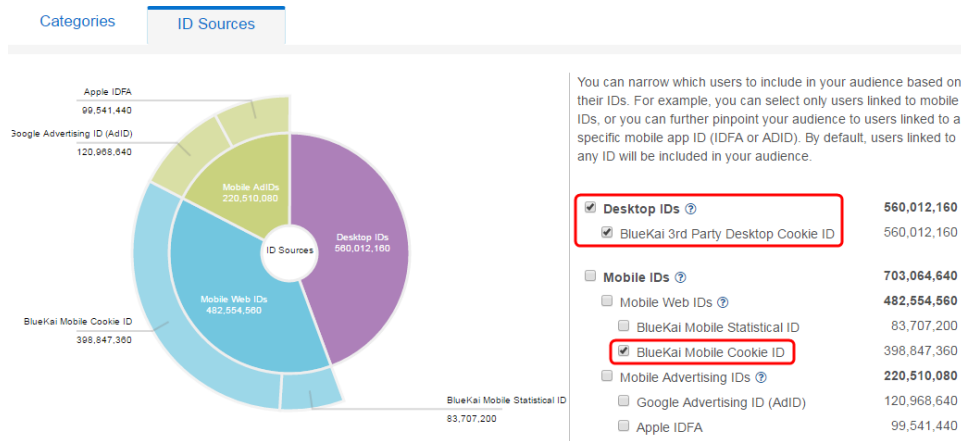 Categories
ID Sources
Apple IDFA
99,541,440
Google Advertising ID (AdID)
120,968,640
Mobile AdIDs
220,510,080
ID Sources
Desktop IDs
560,012,160
Mobile Web IDs
482,554,560
BlueKai Mobile Cookie ID
398,847,360
BlueKai Mobile Statistical ID
83,707,200
You can narrow which users to include in your audience based on
their IDs. For example, you can select only users linked to mobile
IDs, or you can further pinpoint your audience to users linked to a
specific mobile app ID (IDFA or ADID). By default, users linked to
any ID will be included in your audience.
Desktop IDs ? 560,012,160
BlueKai 3rd Party Desktop Cookie ID 560,012,160
Mobile IDs ? 703,064,640
Mobile Web IDs ? 482,554,560
BlueKai Mobile Statistical ID 83,707,200
BlueKai Mobile Cookie ID 398,847,360
Mobile Advertising IDs ? 220,510,080
Google Advertising ID (AdID) 120,968,640
Apple IDFA 99,541,440